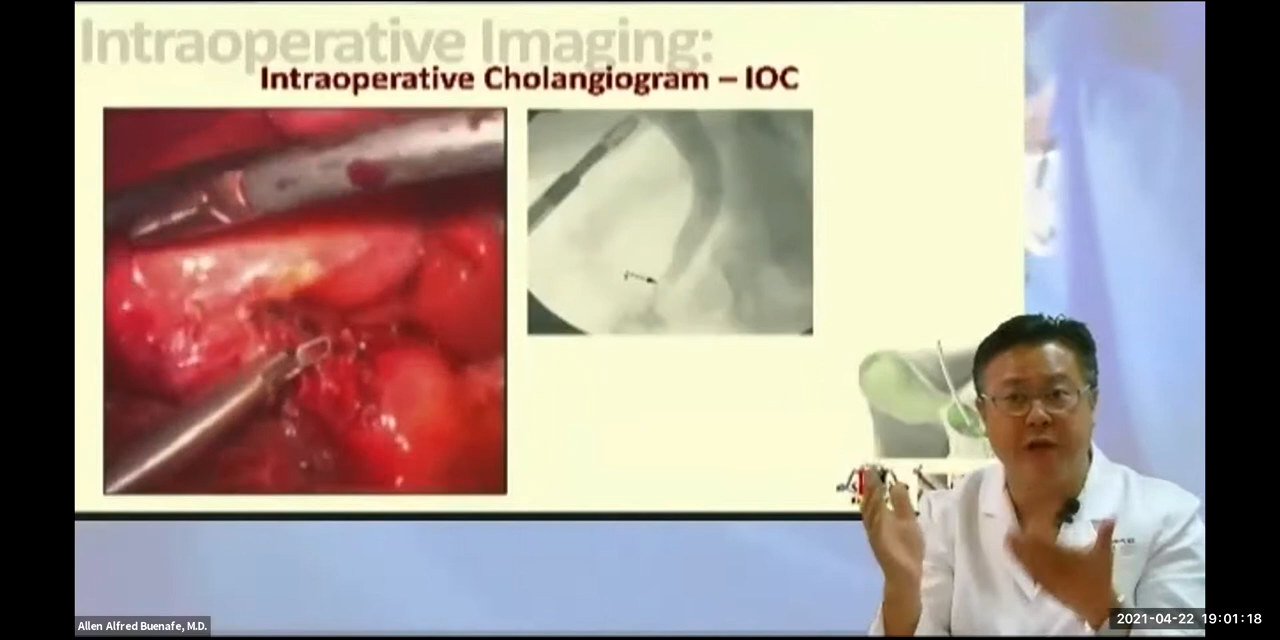 Intraoperative Imaging:
Intraoperative Cholangiogram – IOC
Allen Alfred Buenafe, M.D.
2021-04-22 19:01:18